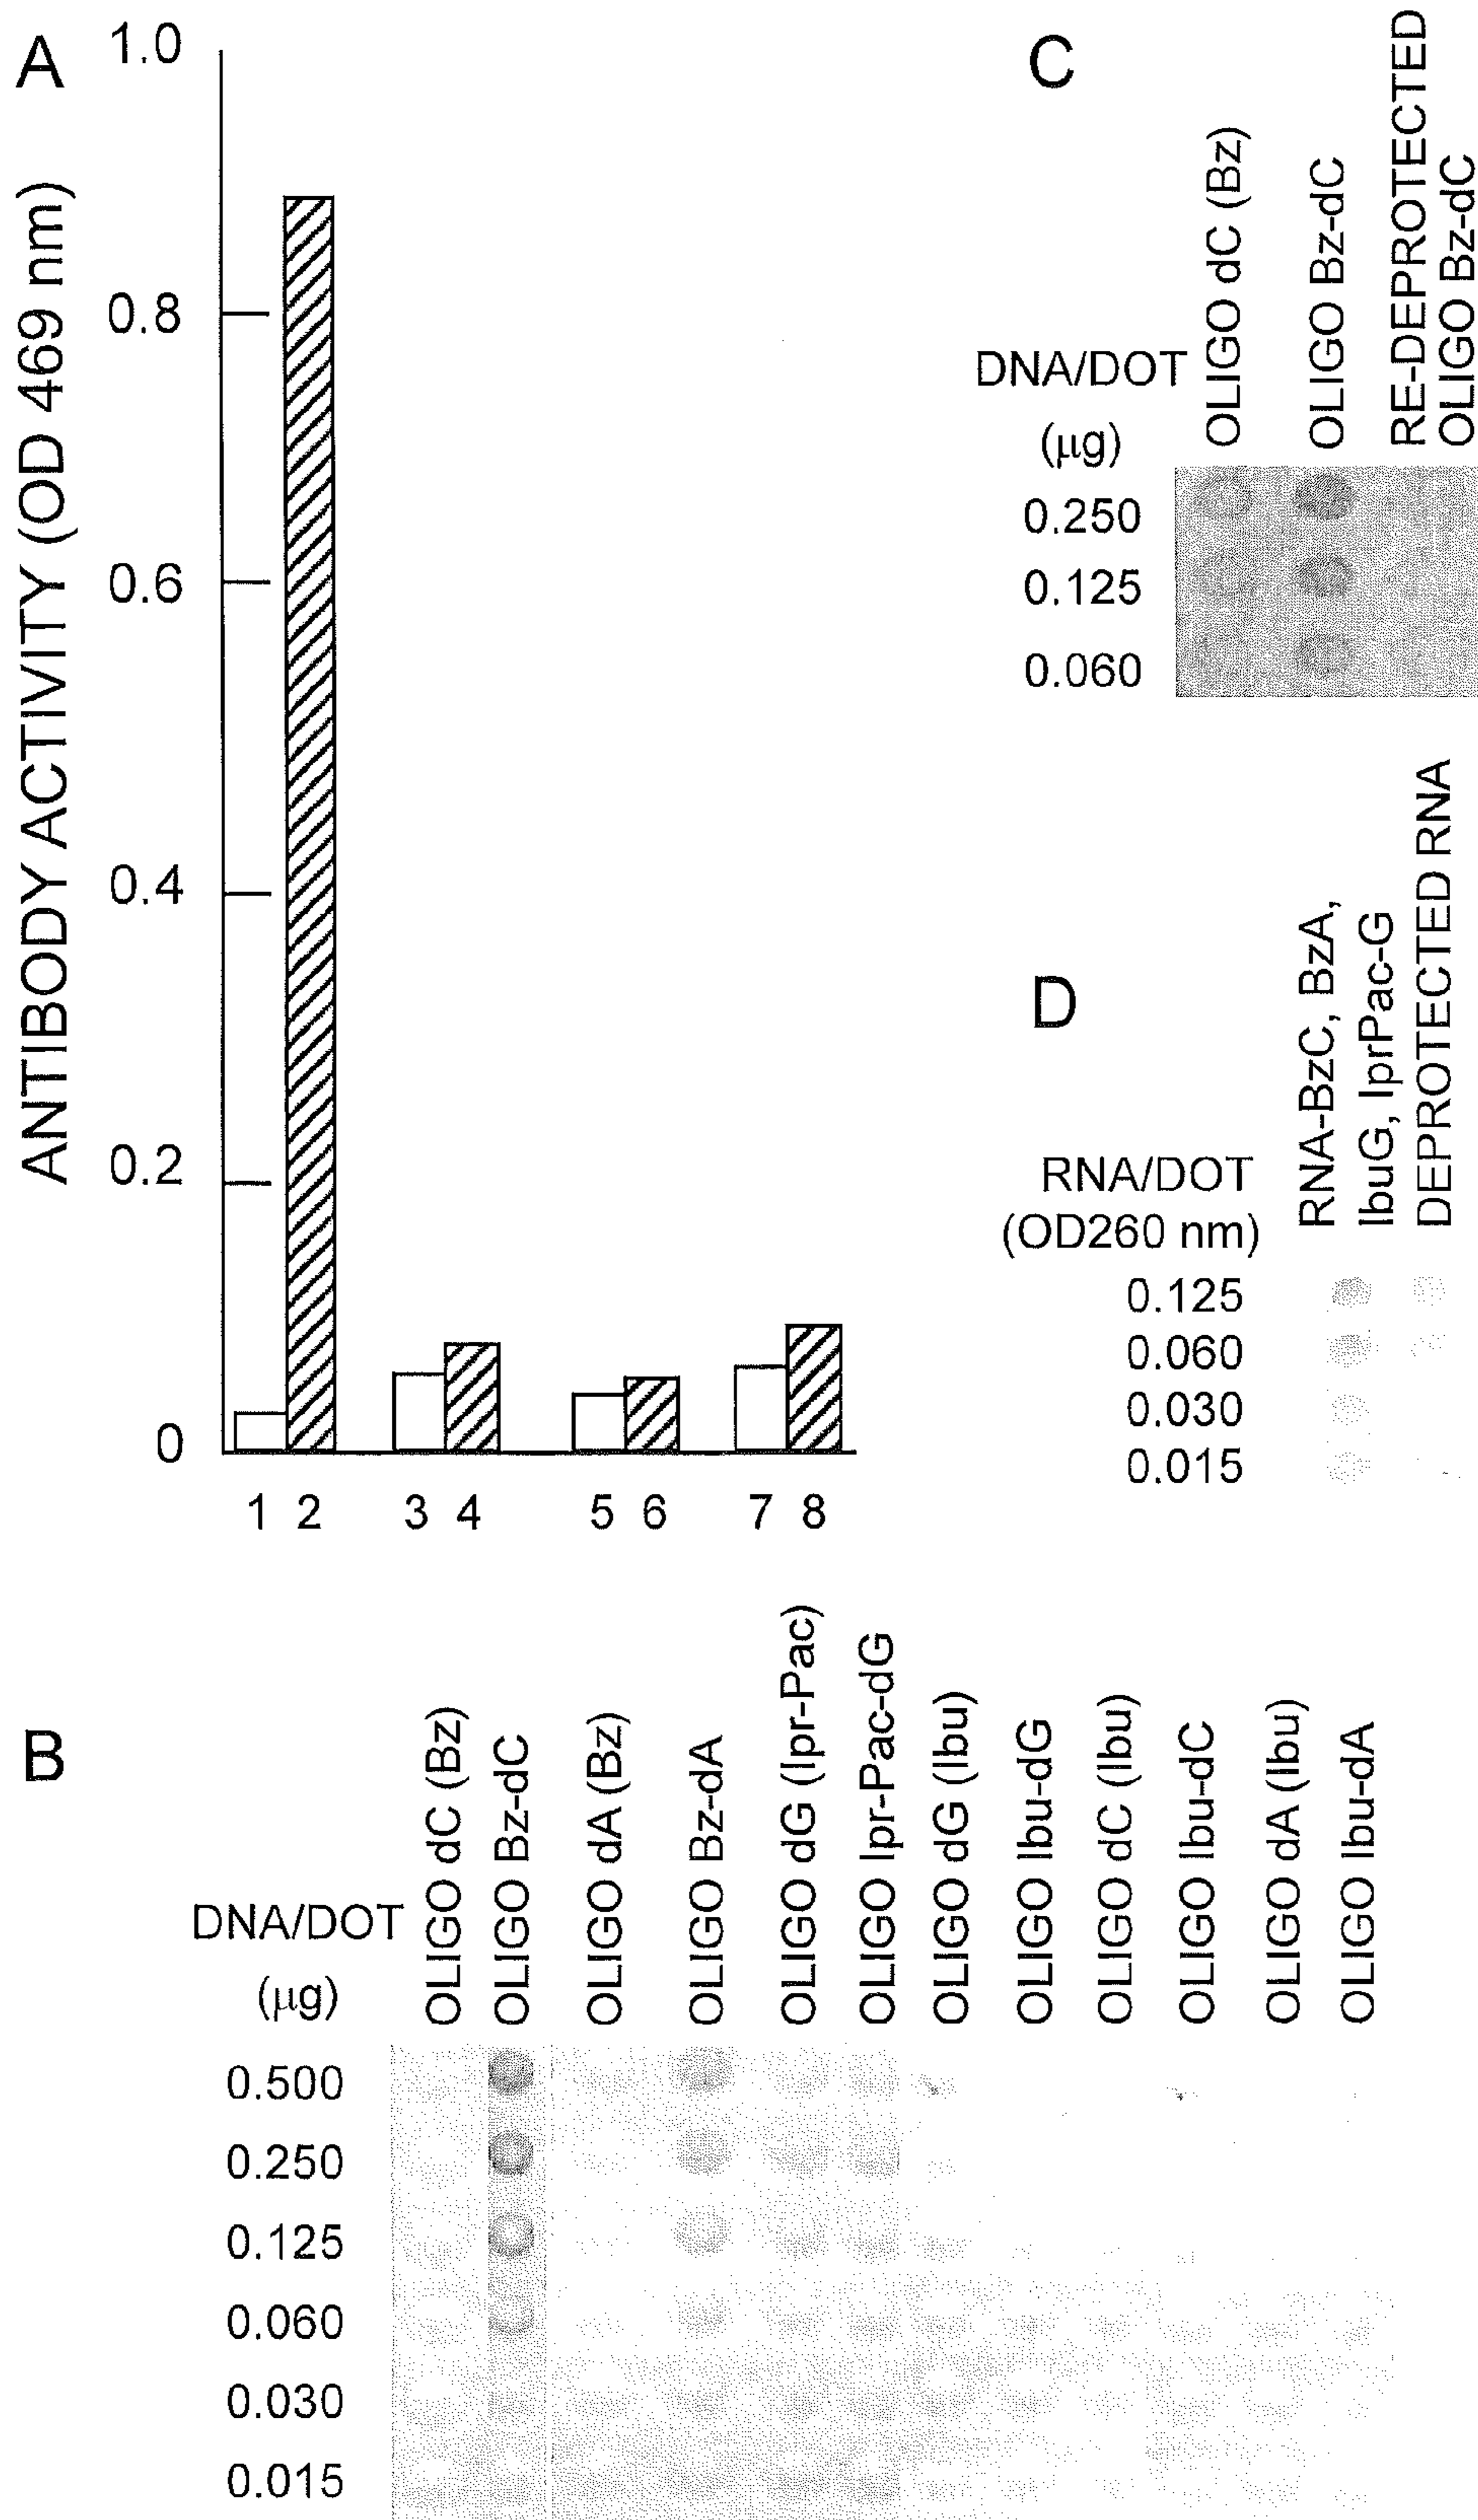 A
ANTIBODY ACTIVITY (OD 469 nm)
1.0
0.8
0.6
0.4
0.2
0
1 2 3 4 5 6 7 8
C
DNA/DOT
(μg)
OLIGO dC (Bz)
OLIGO Bz-dC
RE-DEPROTECTED
OLIGO Bz-dC
0.250
0.125
0.060
D
RNA/DOT
(OD260 nm)
RNA-BzC, BzA,
IbuG, IprPac-G
DEPROTECTED RNA
0.125
0.060
0.030
0.015
B
DNA/DOT
(μg)
OLIGO dC (Bz)
OLIGO Bz-dC
OLIGO dA (Bz)
OLIGO Bz-dA
OLIGO dG (Ipr-Pac)
OLIGO Ipr-Pac-dG
OLIGO dG (Ibu)
OLIGO Ibu-dG
OLIGO dC (Ibu)
OLIGO Ibu-dC
OLIGO dA (Ibu)
OLIGO Ibu-dA
0.500
0.250
0.125
0.060
0.030
0.015